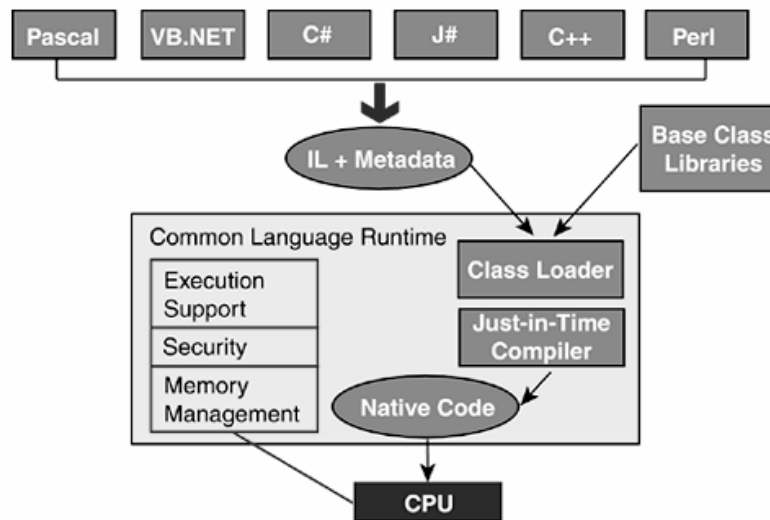 Pascal
VB.NET
C#
J#
C++
Perl
IL + Metadata
Base Class
Libraries
Common Language Runtime
Execution
Support
Security
Memory
Management
Class Loader
Just-in-Time
Compiler
Native Code
CPU